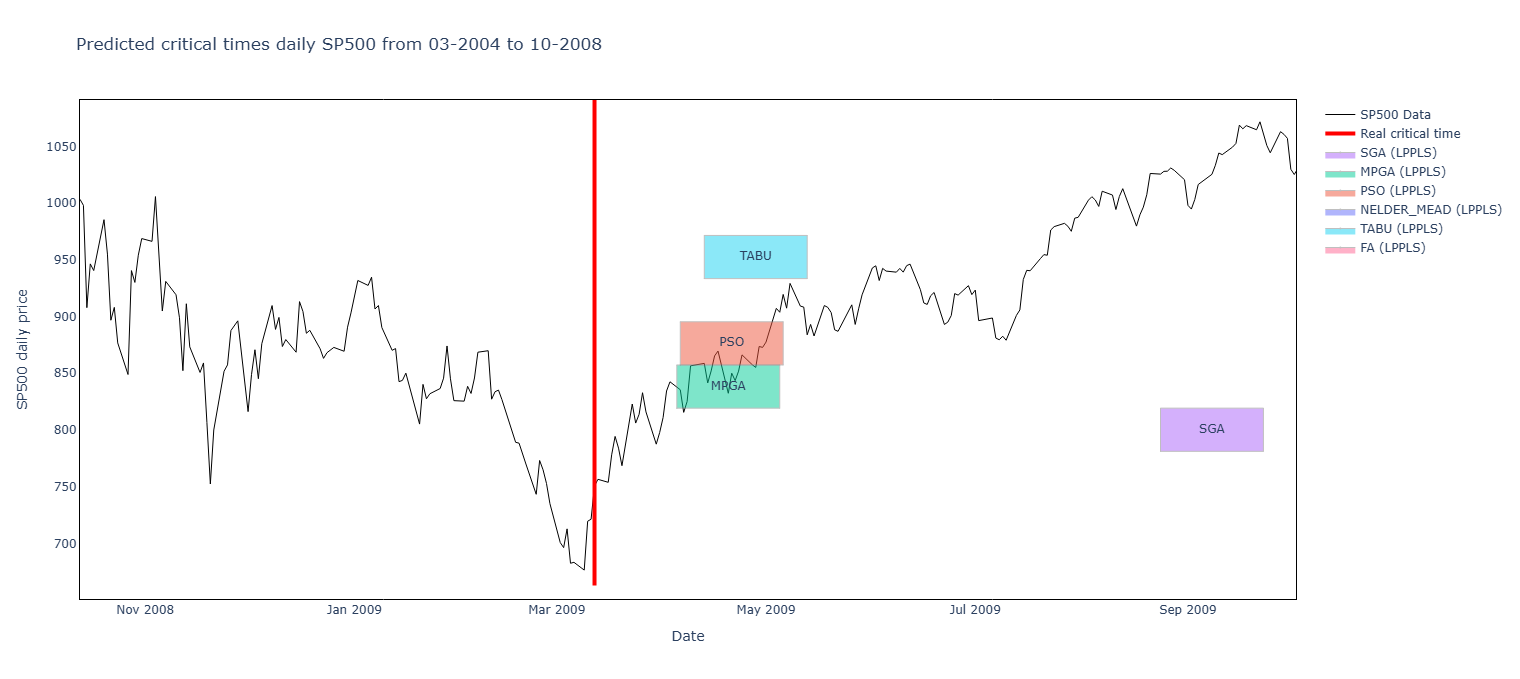 Predicted critical times daily SP500 from 03-2004 to 10-2008
SP500 daily price
1050
1000
950
900
850
800
750
700
Nov 2008
Jan 2009
Mar 2009
May 2009
Jul 2009
Sep 2009
Date
TABU
PSO
MPGA
SGA
SP500 Data
Real critical time
SGA (LPPLS)
MPGA (LPPLS)
PSO (LPPLS)
NELDER_MEAD (LPPLS)
TABU (LPPLS)
FA (LPPLS)